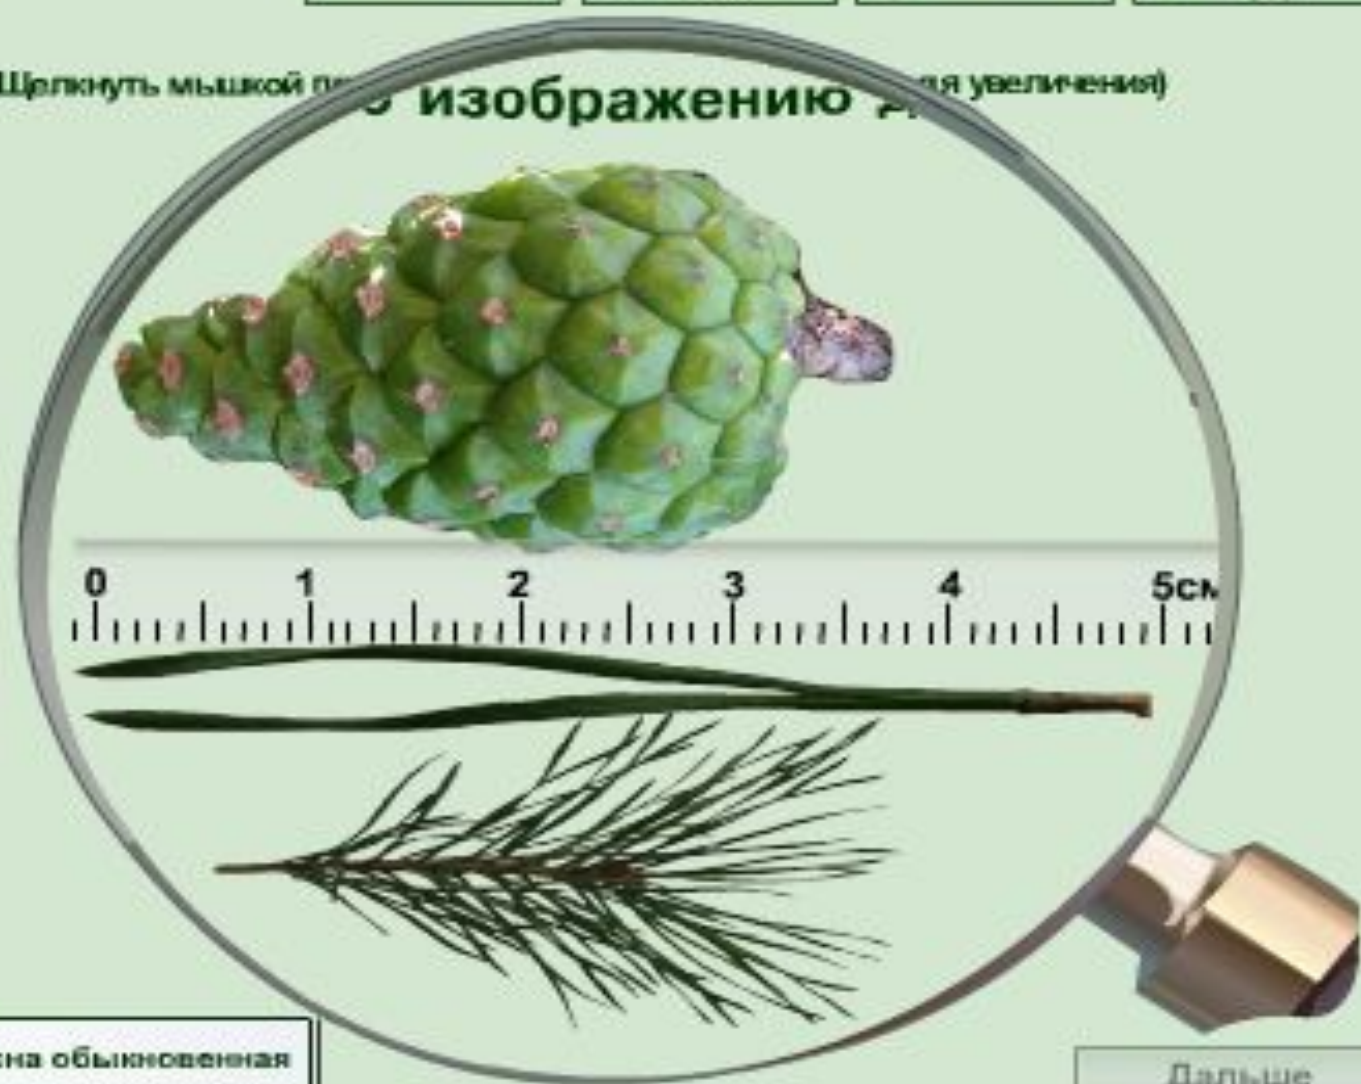 Щелкнуть мышкой по изображению для увеличения)
0 1 2 3 4 5см
сна обыкновенная
Дальше